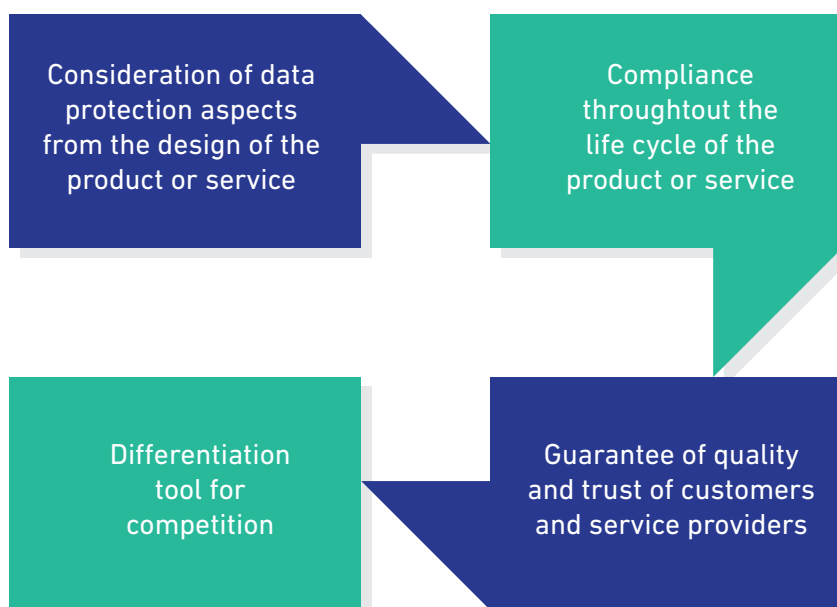 Consideration of data
protection aspects
from the design of the
product or service
Compliance
throughtout the
life cycle of the
product or service
Guarantee of quality
and trust of customers
and service providers
Differentiation
tool for
competition